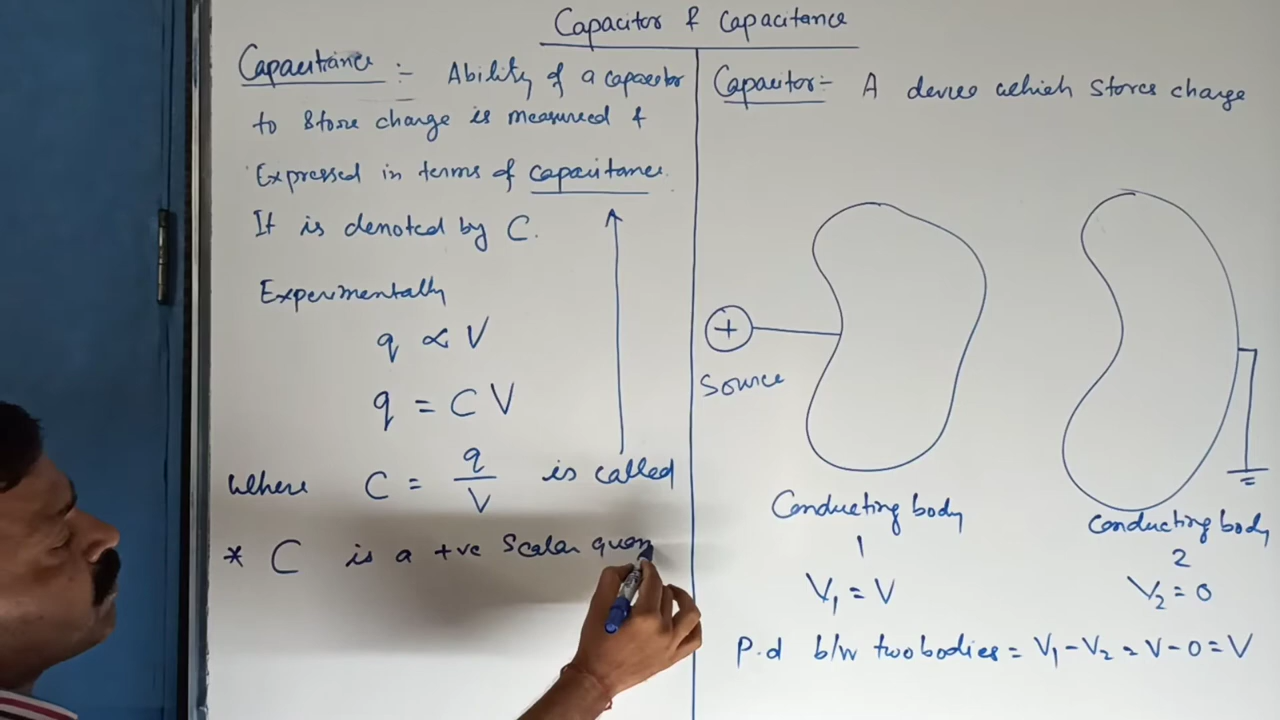 Capacitor & Capacitance
Capacitance :- Ability of a capacitor
to store charge is measured &
Expressed in terms of capacitance.
It is denoted by C.
Experimentally
q ∝ V
q = CV
where C = q/V is called
* C is a +ve Scalar quan
Capacitor:- A device which stores charge
+
Source
Conducting body
1
V₁ = V
Conducting body
2
V₂ = 0
P.d b/w two bodies = V₁ - V₂ = V - 0 = V